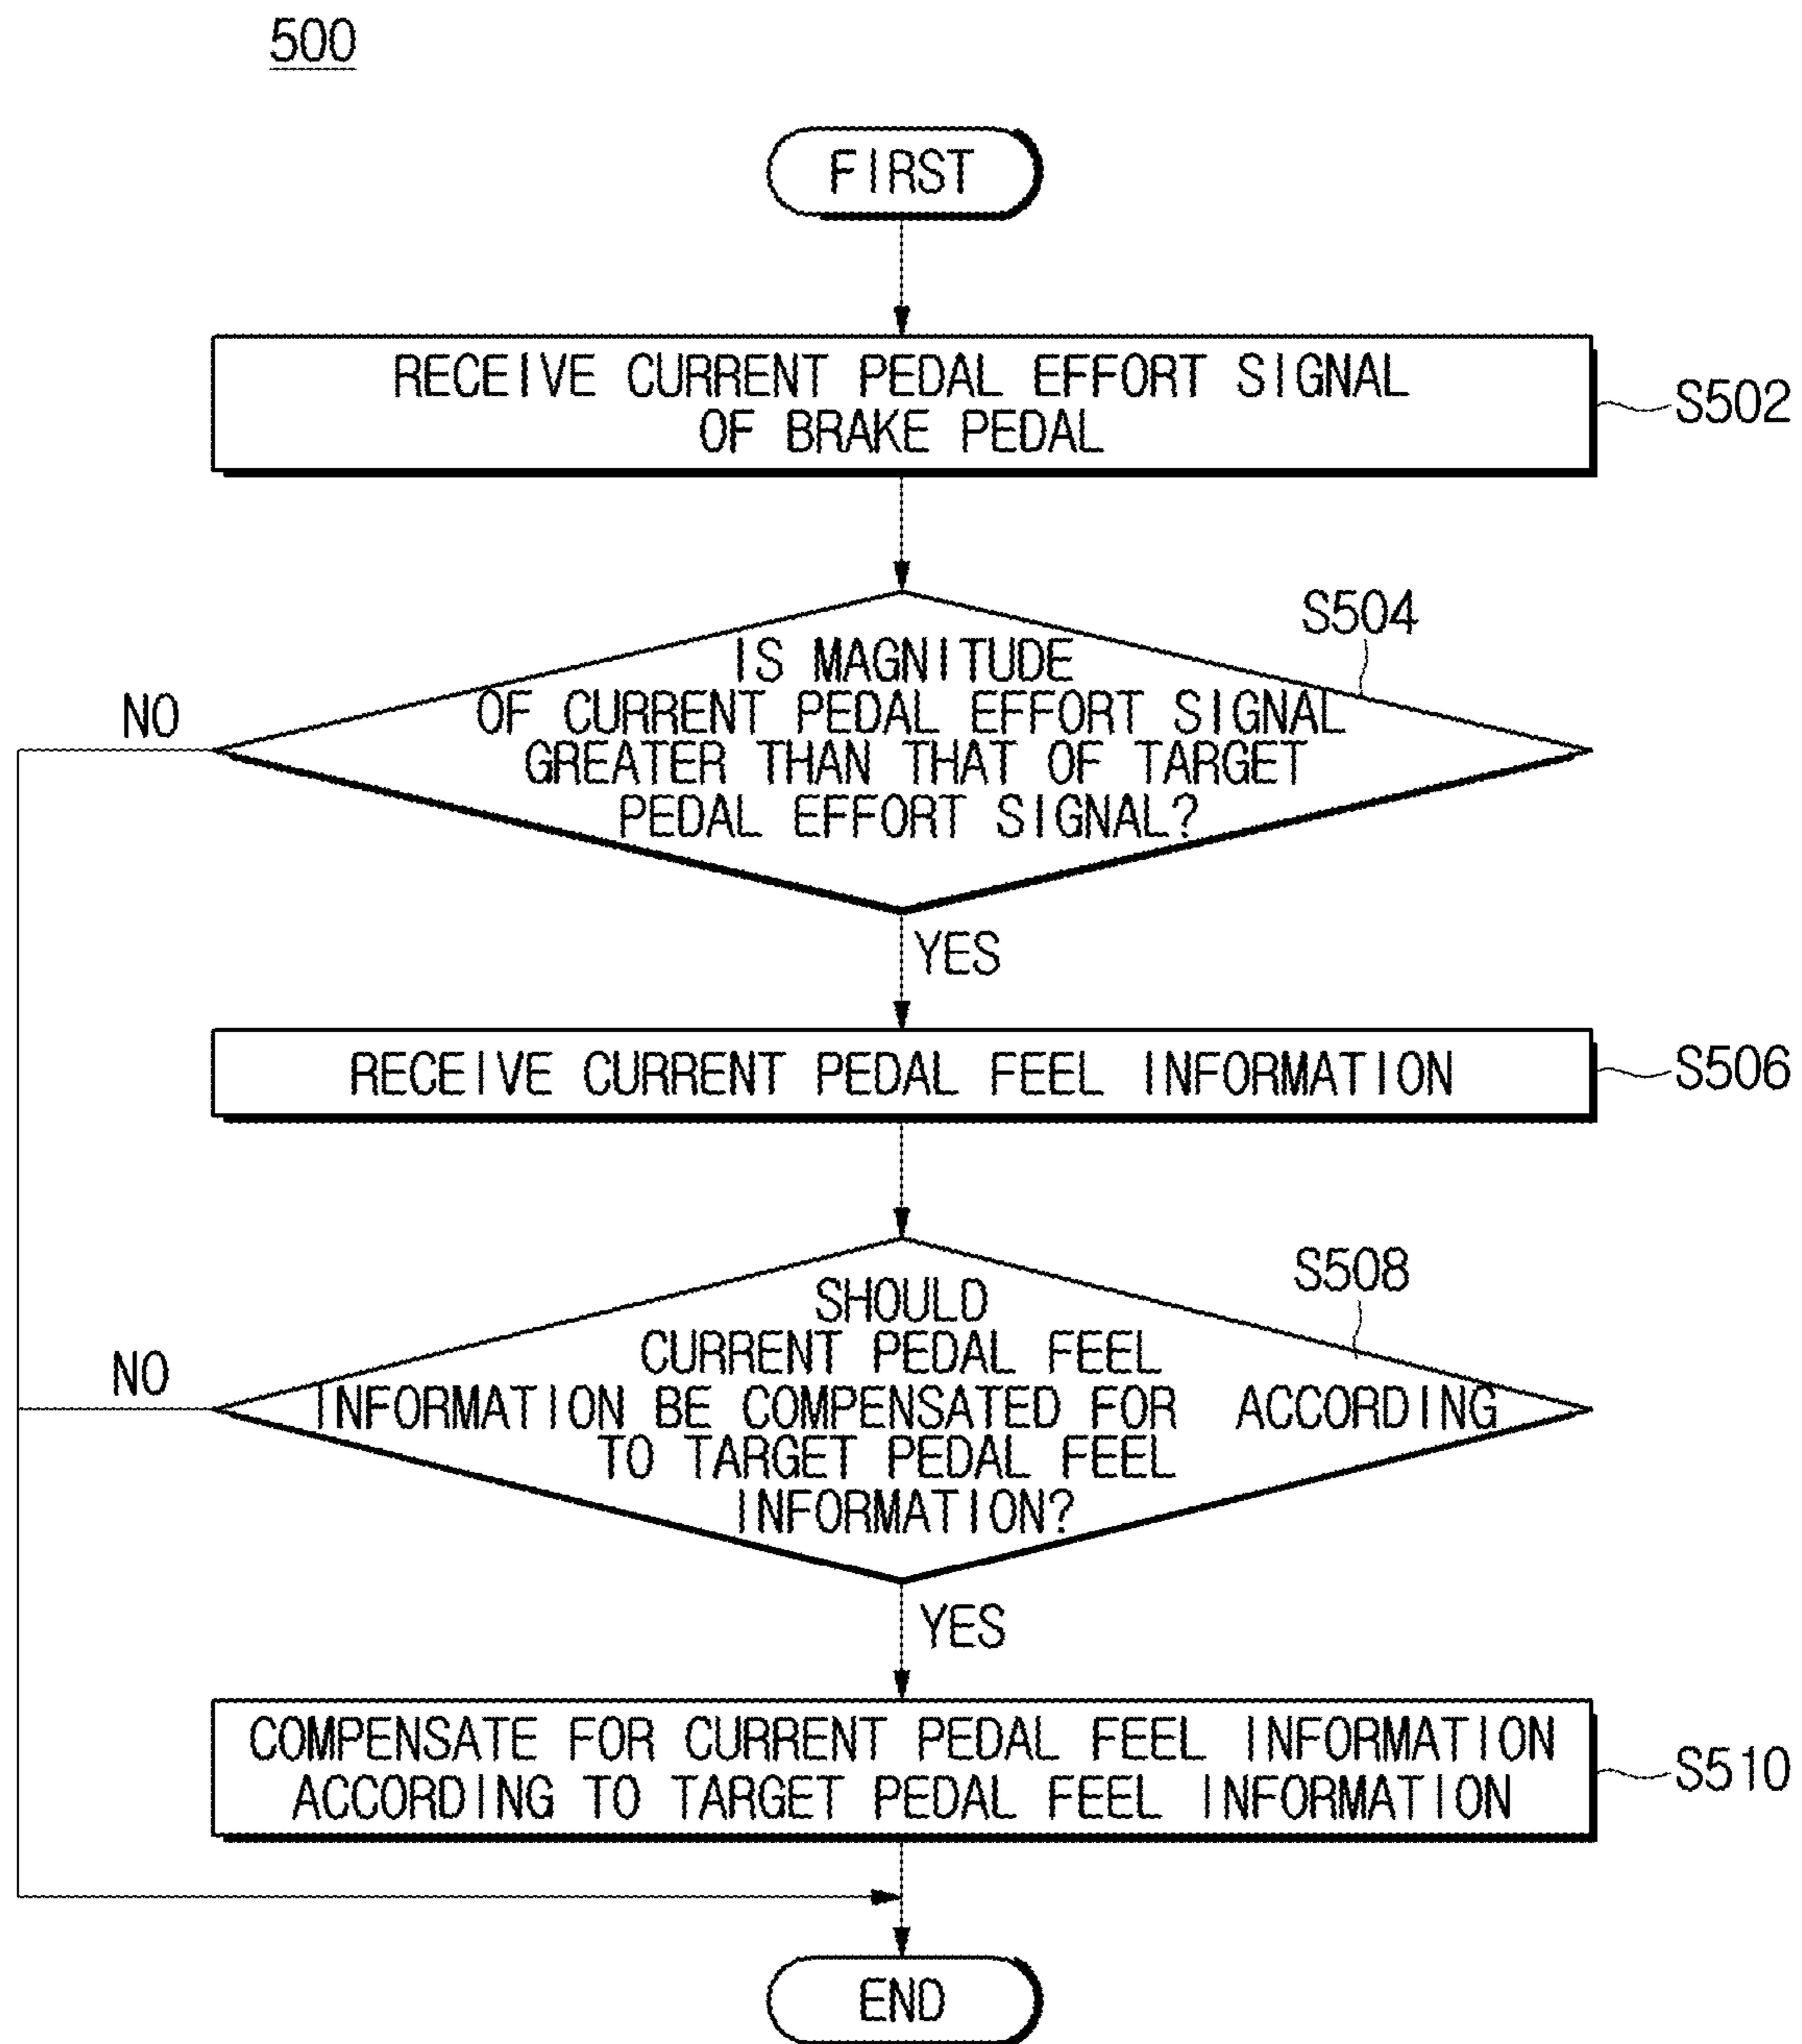 500
FIRST
RECEIVE CURRENT PEDAL EFFORT SIGNAL
OF BRAKE PEDAL
S502
S504
IS MAGNITUDE
OF CURRENT PEDAL EFFORT SIGNAL
GREATER THAN THAT OF TARGET
PEDAL EFFORT SIGNAL?
NO
YES
RECEIVE CURRENT PEDAL FEEL INFORMATION
S506
S508
SHOULD
CURRENT PEDAL FEEL
INFORMATION BE COMPENSATED FOR ACCORDING
TO TARGET PEDAL FEEL
INFORMATION?
NO
YES
COMPENSATE FOR CURRENT PEDAL FEEL INFORMATION
ACCORDING TO TARGET PEDAL FEEL INFORMATION
S510
END